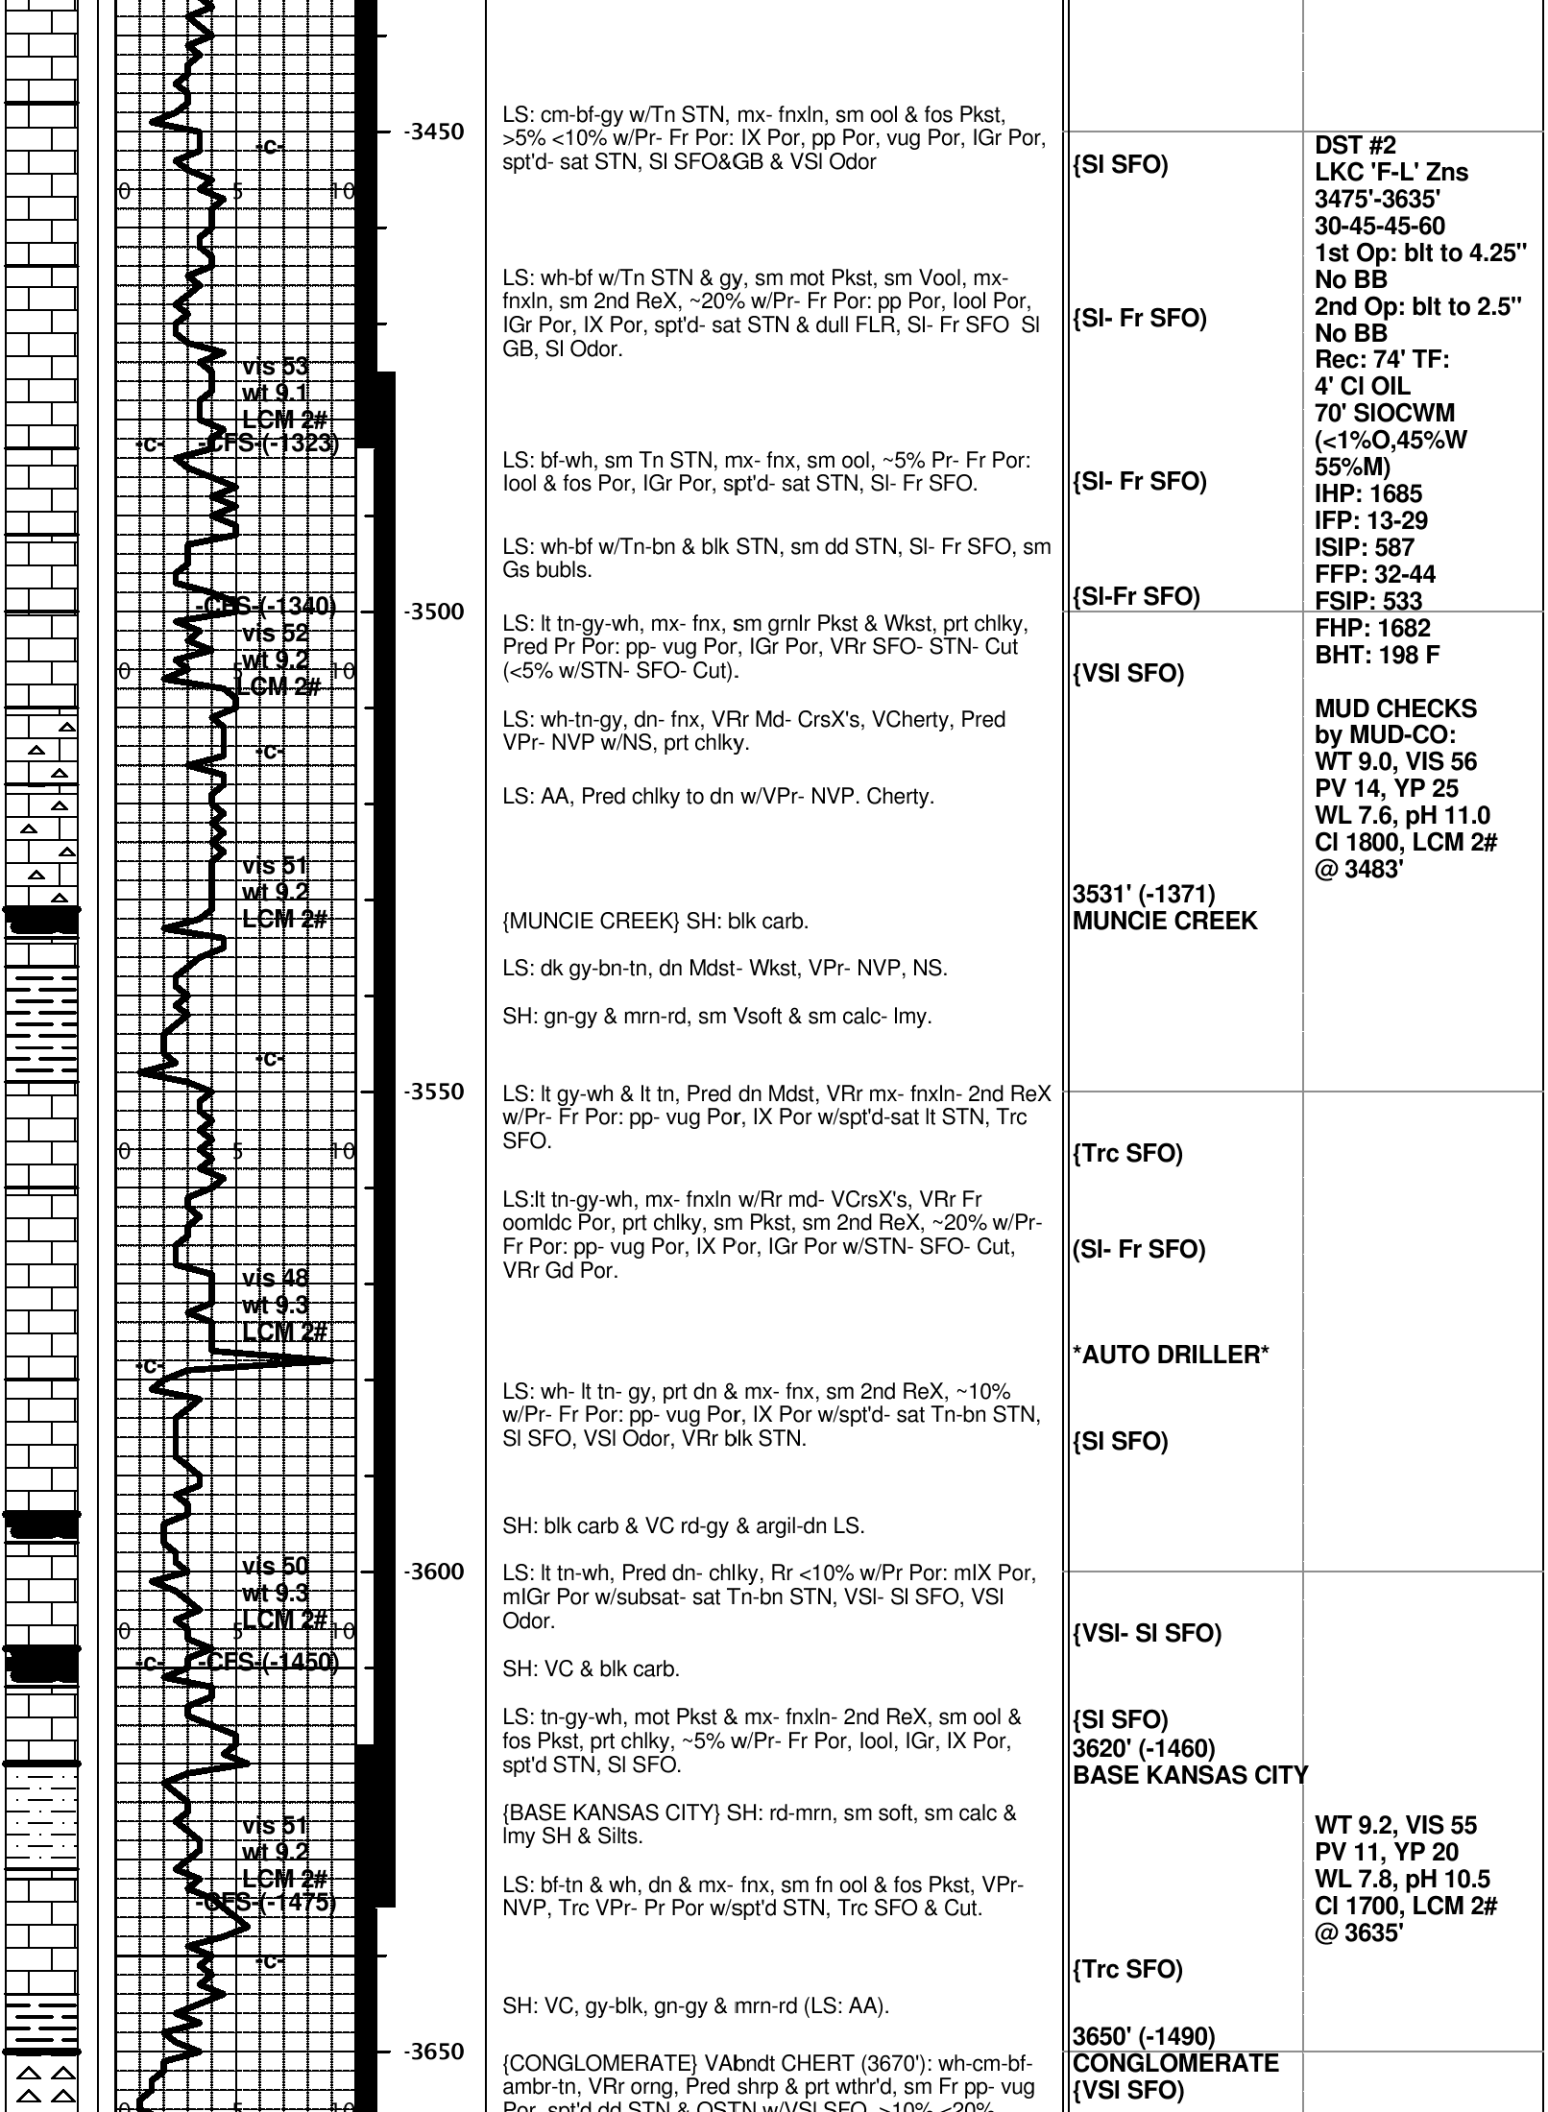 LS: cm-bf-gy w/Tn STN, mx- fnxln, sm ool & fos Pkst,
>5% <10% w/Pr- Fr Por: IX Por, pp Por, vug Por, IGr Por,
spt'd- sat STN, Sl SFO&GB & VSl Odor
-3450
-c-
0 5 10
{Sl SFO)
DST #2
LKC 'F-L' Zns
3475'-3635'
30-45-45-60
1st Op: blt to 4.25"
No BB
2nd Op: blt to 2.5"
No BB
Rec: 74' TF:
4' Cl OIL
70' SlOCWM
(<1%O,45%W
55%M)
IHP: 1685
IFP: 13-29
ISIP: 587
FFP: 32-44
FSIP: 533
FHP: 1682
BHT: 198 F
LS: wh-bf w/Tn STN & gy, sm mot Pkst, sm Vool, mx-
fnxln, sm 2nd ReX, ~20% w/Pr- Fr Por: pp Por, Iool Por,
IGr Por, IX Por, spt'd- sat STN & dull FLR, Sl- Fr SFO Sl
GB, Sl Odor.
{Sl- Fr SFO)
vis 53
wt 9.1
LCM 2#
-c- -CFS-(-1323)
LS: bf-wh, sm Tn STN, mx- fnx, sm ool, ~5% Pr- Fr Por:
Iool & fos Por, IGr Por, spt'd- sat STN, Sl- Fr SFO.
{Sl- Fr SFO)
LS: wh-bf w/Tn-bn & blk STN, sm dd STN, Sl- Fr SFO, sm
Gs bubls.
{Sl-Fr SFO)
-CFS-(-1340)
-3500
vis 52
wt 9.2
LCM 2#
0 5 10
LS: lt tn-gy-wh, mx- fnx, sm grnlr Pkst & Wkst, prt chlky,
Pred Pr Por: pp- vug Por, IGr Por, VRr SFO- STN- Cut
(<5% w/STN- SFO- Cut).
{VSl SFO)
LS: wh-tn-gy, dn- fnx, VRr Md- CrsX's, VCherty, Pred
VPr- NVP w/NS, prt chlky.
-c-
MUD CHECKS
by MUD-CO:
WT 9.0, VIS 56
PV 14, YP 25
WL 7.6, pH 11.0
Cl 1800, LCM 2#
@ 3483'
LS: AA, Pred chlky to dn w/VPr- NVP. Cherty.
vis 51
wt 9.2
LCM 2#
3531' (-1371)
MUNCIE CREEK
{MUNCIE CREEK} SH: blk carb.
LS: dk gy-bn-tn, dn Mdst- Wkst, VPr- NVP, NS.
SH: gn-gy & mrn-rd, sm Vsoft & sm calc- lmy.
-c-
-3550
LS: lt gy-wh & lt tn, Pred dn Mdst, VRr mx- fnxln- 2nd ReX
w/Pr- Fr Por: pp- vug Por, IX Por w/spt'd-sat lt STN, Trc
SFO.
0 5 10
{Trc SFO)
LS:lt tn-gy-wh, mx- fnxln w/Rr md- VCrsX's, VRr Fr
oomldc Por, prt chlky, sm Pkst, sm 2nd ReX, ~20% w/Pr-
Fr Por: pp- vug Por, IX Por, IGr Por w/STN- SFO- Cut,
VRr Gd Por.
(Sl- Fr SFO)
vis 48
wt 9.3
LCM 2#
-c-
*AUTO DRILLER*
LS: wh- lt tn- gy, prt dn & mx- fnx, sm 2nd ReX, ~10%
w/Pr- Fr Por: pp- vug Por, IX Por w/spt'd- sat Tn-bn STN,
Sl SFO, VSl Odor, VRr blk STN.
{Sl SFO)
SH: blk carb & VC rd-gy & argil-dn LS.
-3600
vis 50
wt 9.3
LCM 2#
0 5 10
LS: lt tn-wh, Pred dn- chlky, Rr <10% w/Pr Por: mIX Por,
mIGr Por w/subsat- sat Tn-bn STN, VSl- Sl SFO, VSl
Odor.
{VSl- Sl SFO)
-c- -CFS-(-1450)
SH: VC & blk carb.
LS: tn-gy-wh, mot Pkst & mx- fnxln- 2nd ReX, sm ool &
fos Pkst, prt chlky, ~5% w/Pr- Fr Por, Iool, IGr, IX Por,
spt'd STN, Sl SFO.
{Sl SFO)
3620' (-1460)
BASE KANSAS CITY
{BASE KANSAS CITY} SH: rd-mrn, sm soft, sm calc &
lmy SH & Silts.
vis 51
wt 9.2
LCM 2#
-CFS-(-1475)
WT 9.2, VIS 55
PV 11, YP 20
WL 7.8, pH 10.5
Cl 1700, LCM 2#
@ 3635'
LS: bf-tn & wh, dn & mx- fnx, sm fn ool & fos Pkst, VPr-
NVP, Trc VPr- Pr Por w/spt'd STN, Trc SFO & Cut.
-c-
{Trc SFO)
SH: VC, gy-blk, gn-gy & mrn-rd (LS: AA).
-3650
3650' (-1490)
CONGLOMERATE
{VSl SFO)
{CONGLOMERATE} VAbndt CHERT (3670'): wh-cm-bf-
ambr-tn, VRr orng, Pred shrp & prt wthr'd, sm Fr pp- vug
Por, spt'd dd STN & OSTN w/VSl SFO, >10% <20%